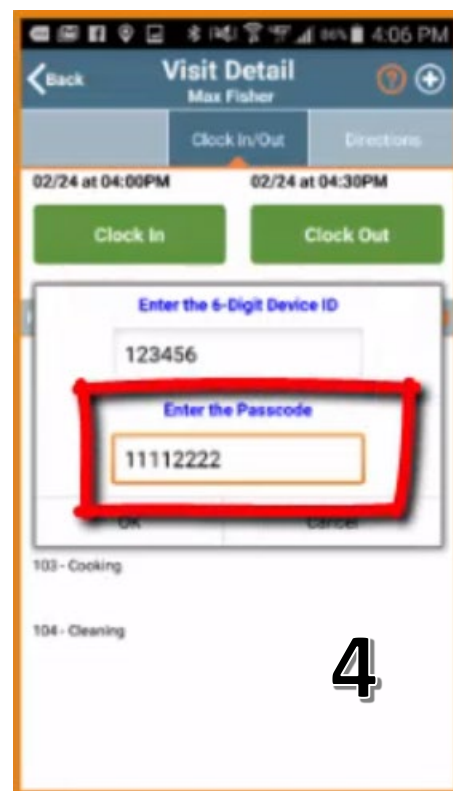 86% 4:06 PM
Back Visit Detail
Max Fisher
Clock In/Out Directions
02/24 at 04:00PM 02/24 at 04:30PM
Clock In Clock Out
Enter the 6-Digit Device ID
123456
Enter the Passcode
11112222
OK Cancel
103 - Cooking
104 - Cleaning
4